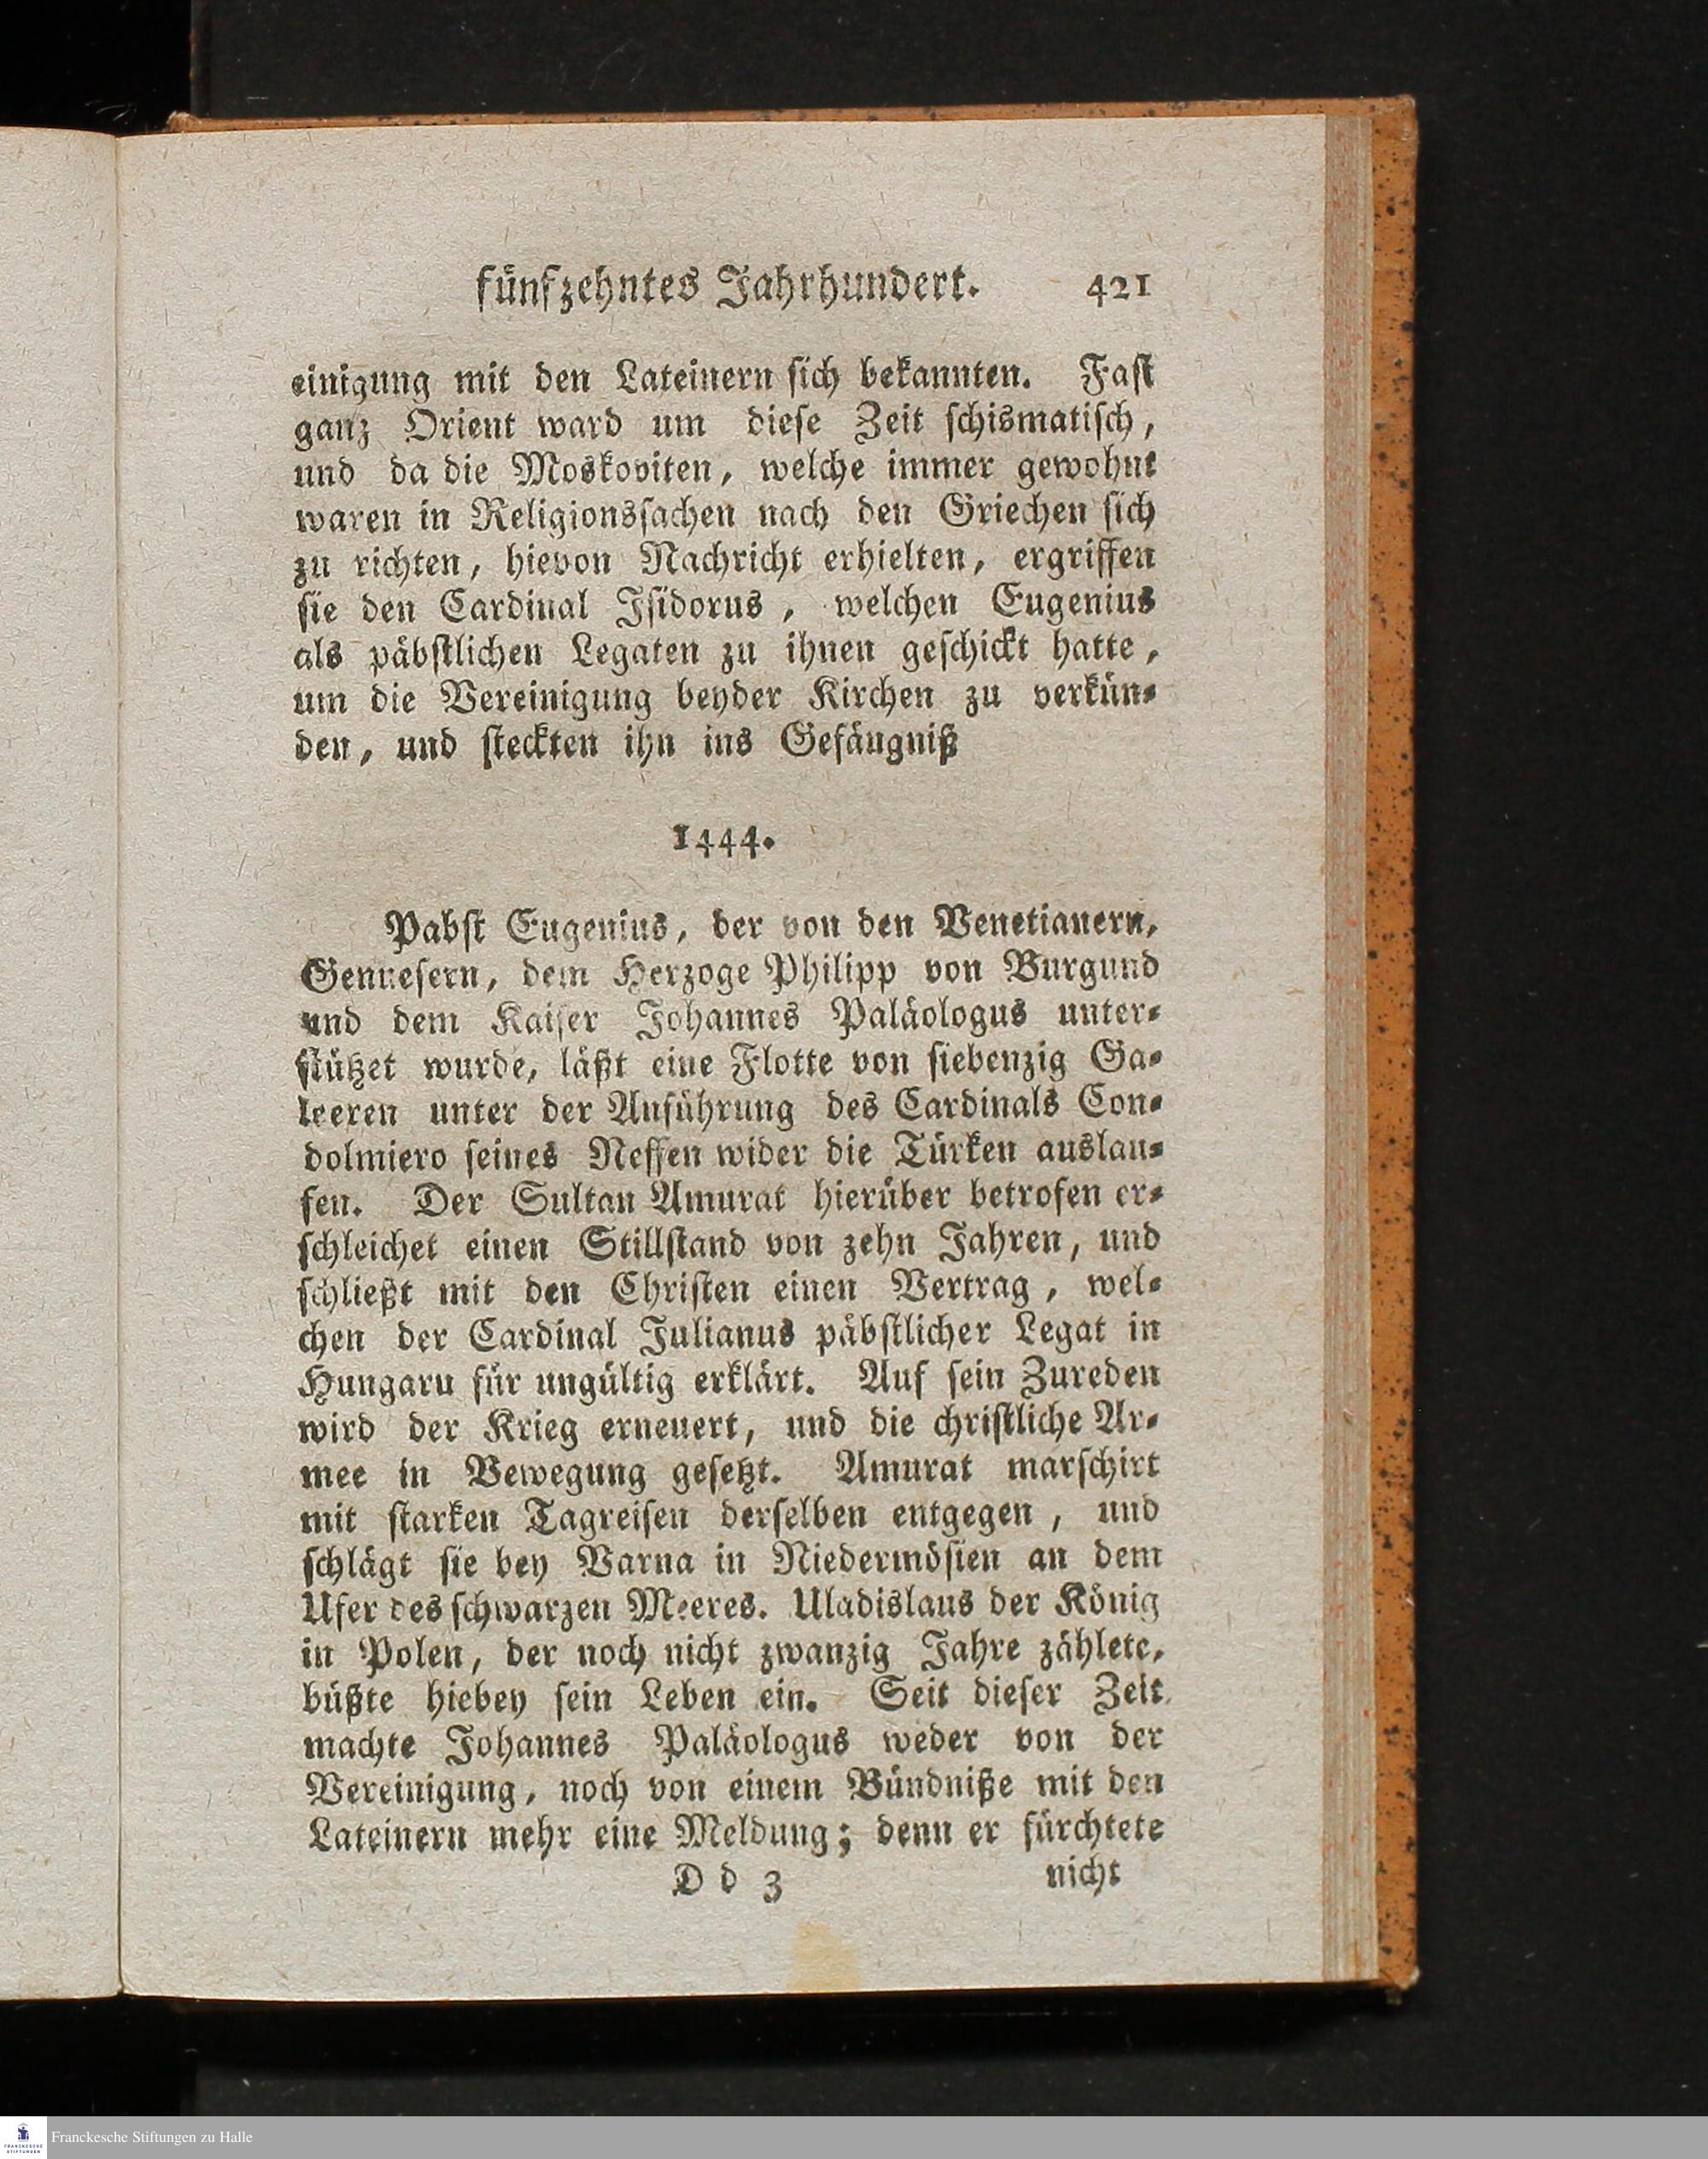 fünfzehntes Jahrhundert. 421
einigung mit den Lateinern sich bekannten. Fast
ganz Orient ward um diese Zeit schismatisch,
und da die Moskoviten, welche immer gewohnt
waren in Religionssachen nach den Griechen sich
zu richten, hievon Nachricht erhielten, ergriffen
sie den Cardinal Isidorus, welchen Eugenius
als päbstlichen Legaten zu ihnen geschickt hatte,
um die Vereinigung beyder Kirchen zu verkün-
den, und steckten ihn ins Gefängniß
1444.
Pabst Eugenius, der von den Venetianern,
Genuesern, dem Herzoge Philipp von Burgund
und dem Kaiser Johannes Paläologus unter-
stützet wurde, läßt eine Flotte von siebenzig Ga-
leeren unter der Anführung des Cardinals Con-
dolmiero seines Neffen wider die Türken auslau-
fen. Der Sultan Amurat hierüber betrofen er-
schleichet einen Stillstand von zehn Jahren, und
schließt mit den Christen einen Vertrag, wel-
chen der Cardinal Julianus päbstlicher Legat in
Hungaru für ungültig erklärt. Auf sein Zureden
wird der Krieg erneuert, und die christliche Ar-
mee in Bewegung gesetzt. Amurat marschirt
mit starken Tagreisen derselben entgegen, und
schlägt sie bey Varna in Niedermösien an dem
Ufer des schwarzen Meeres. Uladislaus der König
in Polen, der noch nicht zwanzig Jahre zählete,
büßte hiebey sein Leben ein. Seit dieser Zeit
machte Johannes Paläologus weder von der
Vereinigung, noch von einem Bündniße mit den
Lateinern mehr eine Meldung; denn er fürchtete
D d 3 nicht
Franckesche Stiftungen zu Halle